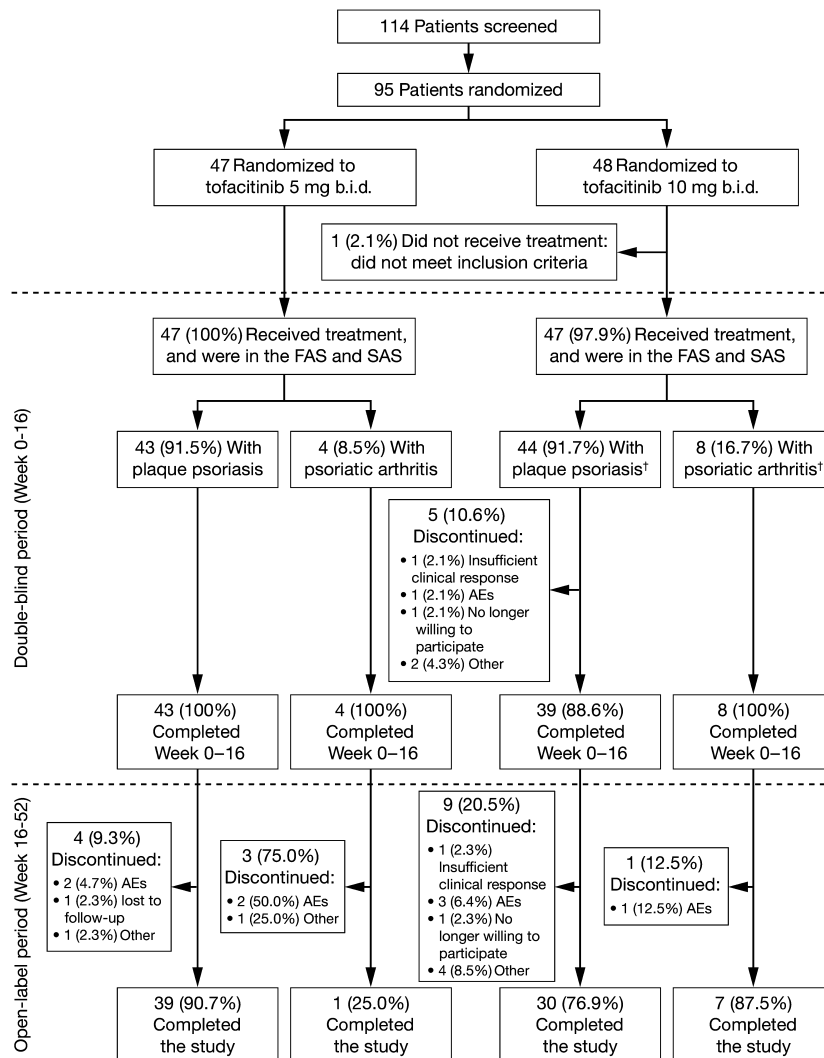 114 Patients screened
95 Patients randomized
47 Randomized to
tofacitinib 5 mg b.i.d.
48 Randomized to
tofacitinib 10 mg b.i.d.
1 (2.1%) Did not receive treatment:
did not meet inclusion criteria
Double-blind period (Week 0-16)
47 (100%) Received treatment,
and were in the FAS and SAS
47 (97.9%) Received treatment,
and were in the FAS and SAS
43 (91.5%) With
plaque psoriasis
4 (8.5%) With
psoriatic arthritis
44 (91.7%) With
plaque psoriasis†
8 (16.7%) With
psoriatic arthritis†
5 (10.6%)
Discontinued:
• 1 (2.1%) Insufficient
clinical response
• 1 (2.1%) AEs
• 1 (2.1%) No longer
willing to
participate
• 2 (4.3%) Other
43 (100%)
Completed
Week 0–16
4 (100%)
Completed
Week 0–16
39 (88.6%)
Completed
Week 0–16
8 (100%)
Completed
Week 0–16
Open-label period (Week 16-52)
4 (9.3%)
Discontinued:
• 2 (4.7%) AEs
• 1 (2.3%) lost to
follow-up
• 1 (2.3%) Other
3 (75.0%)
Discontinued:
• 2 (50.0%) AEs
• 1 (25.0%) Other
9 (20.5%)
Discontinued:
• 1 (2.3%)
Insufficient
clinical response
• 3 (6.4%) AEs
• 1 (2.3%) No
longer willing to
participate
• 4 (8.5%) Other
1 (12.5%)
Discontinued:
• 1 (12.5%) AEs
39 (90.7%)
Completed
the study
1 (25.0%)
Completed
the study
30 (76.9%)
Completed
the study
7 (87.5%)
Completed
the study